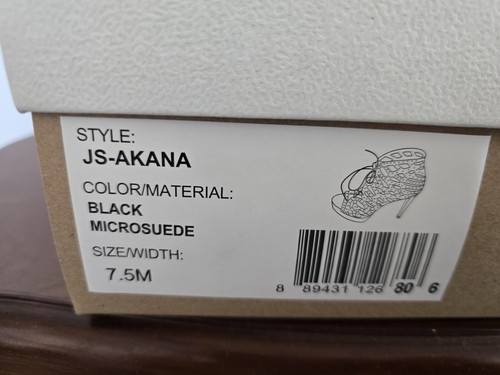 STYLE:
JS-AKANA
COLOR/MATERIAL:
BLACK
MICROSUEDE
SIZE/WIDTH:
7.5M
8 89431 126 80 6